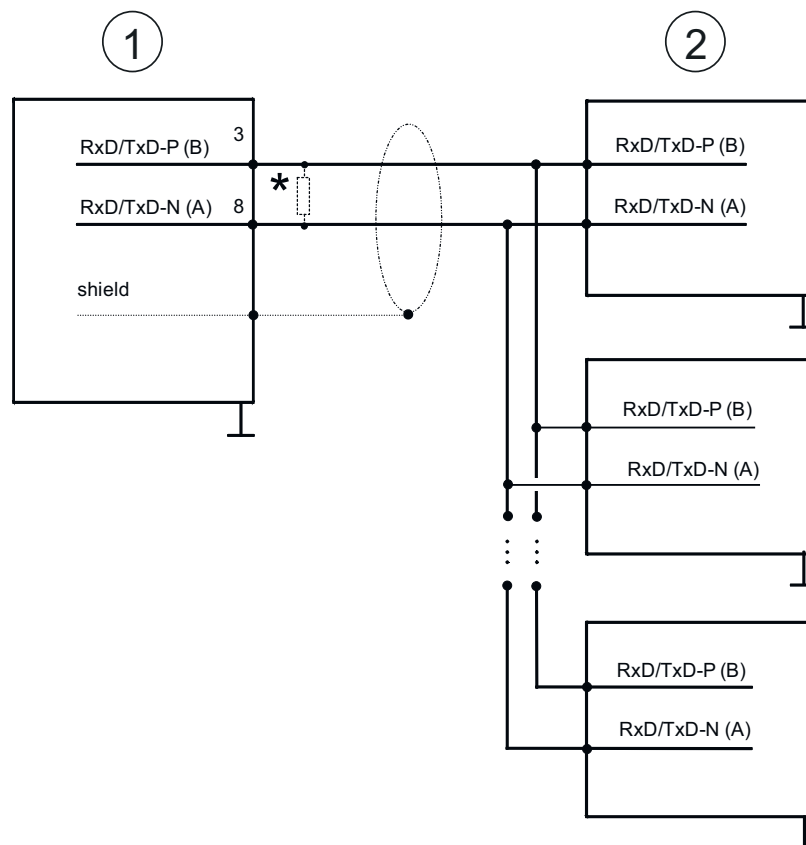 1
2
RxD/TxD-P (B)
3
RxD/TxD-P (B)
*
RxD/TxD-N (A)
8
RxD/TxD-N (A)
shield
RxD/TxD-P (B)
RxD/TxD-N (A)
RxD/TxD-P (B)
RxD/TxD-N (A)